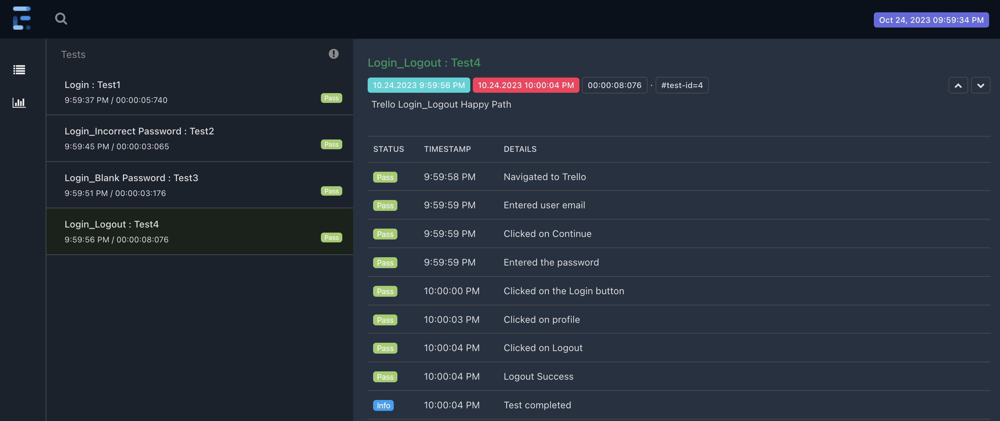 Oct 24, 2023 09:59:34 PM
Tests
Login : Test1
9:59:37 PM / 00:00:05:740
Pass
Login_Incorrect Password : Test2
9:59:45 PM / 00:00:03:065
Pass
Login_Blank Password : Test3
9:59:51 PM / 00:00:03:176
Pass
Login_Logout : Test4
9:59:56 PM / 00:00:08:076
Pass
Login_Logout : Test4
10.24.2023 9:59:56 PM 10.24.2023 10:00:04 PM 00:00:08:076 · #test-id=4
Trello Login_Logout Happy Path
STATUS TIMESTAMP DETAILS
Pass 9:59:58 PM Navigated to Trello
Pass 9:59:59 PM Entered user email
Pass 9:59:59 PM Clicked on Continue
Pass 9:59:59 PM Entered the password
Pass 10:00:00 PM Clicked on the Login button
Pass 10:00:03 PM Clicked on profile
Pass 10:00:04 PM Clicked on Logout
Pass 10:00:04 PM Logout Success
Info 10:00:04 PM Test completed